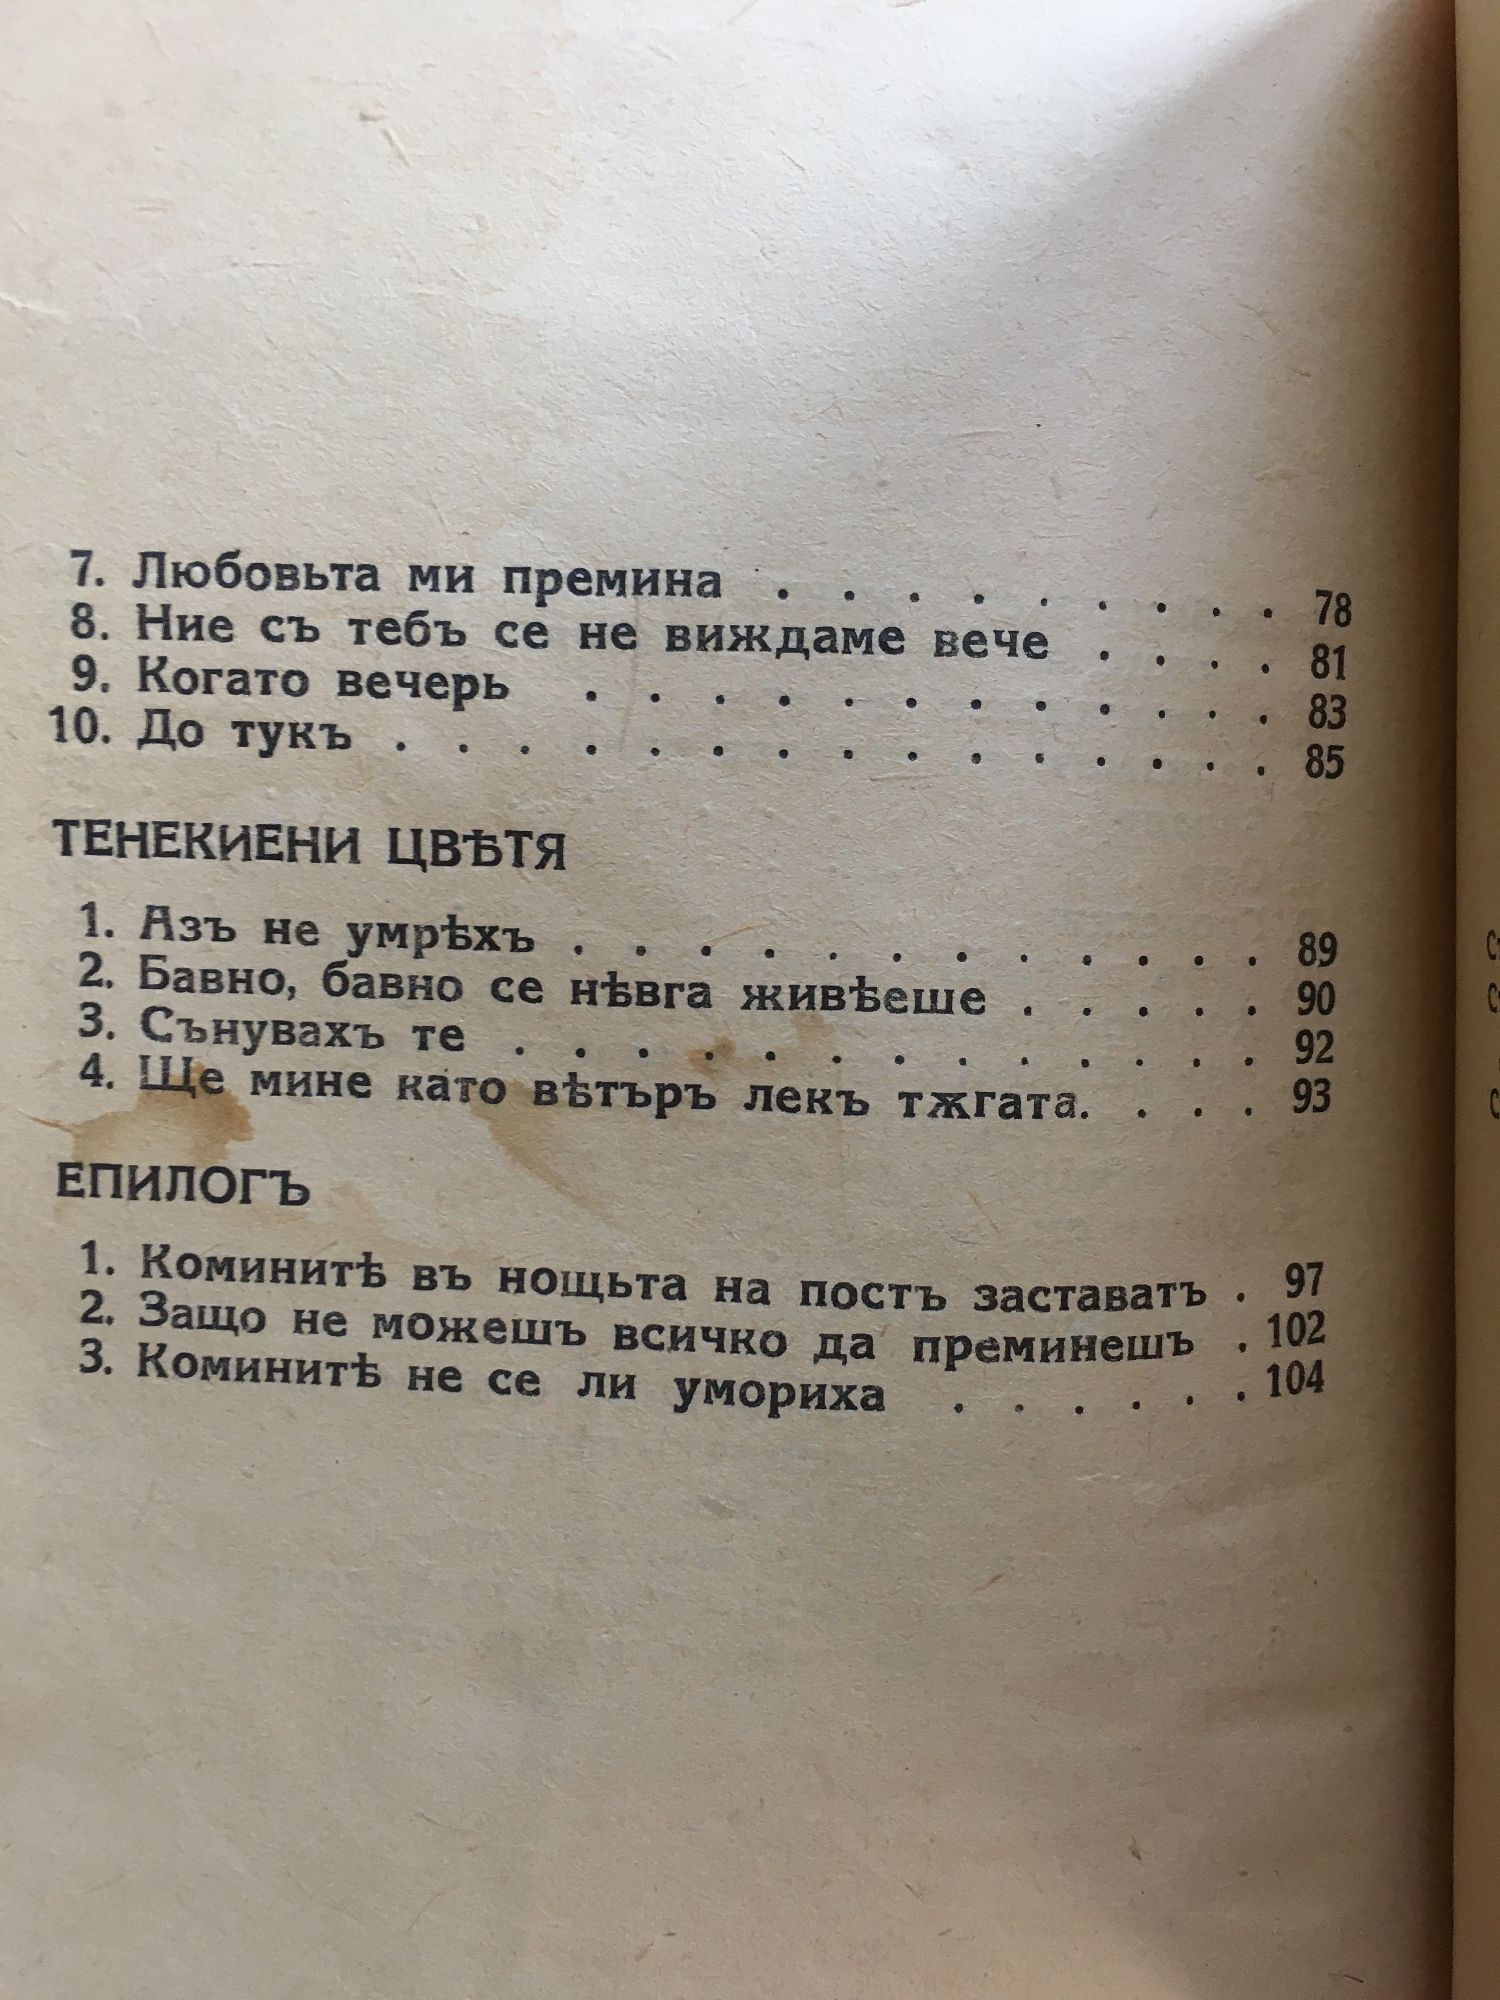 7. Любовьта ми премина . . . . . . . . . 78
8. Ние съ тебъ се не виждаме вече . . . . 81
9. Когато вечерь . . . . . . . . . . . 83
10. До тукъ . . . . . . . . . . . . . . 85
ТЕНЕКИЕНИ ЦВѢТЯ
1. Азъ не умрѣхъ . . . . . . . . . . . 89
2. Бавно, бавно се нѣвга живѣеше . . . . . 90
3. Сънувахъ те . . . . . . . . . . . . 92
4. Ще мине като вѣтъръ лекъ тѫгата. . . . 93
ЕПИЛОГЪ
1. Коминитѣ въ нощьта на постъ заставатъ . 97
2. Защо не можешъ всичко да преминешъ . 102
3. Коминитѣ не се ли умориха . . . . . . 104